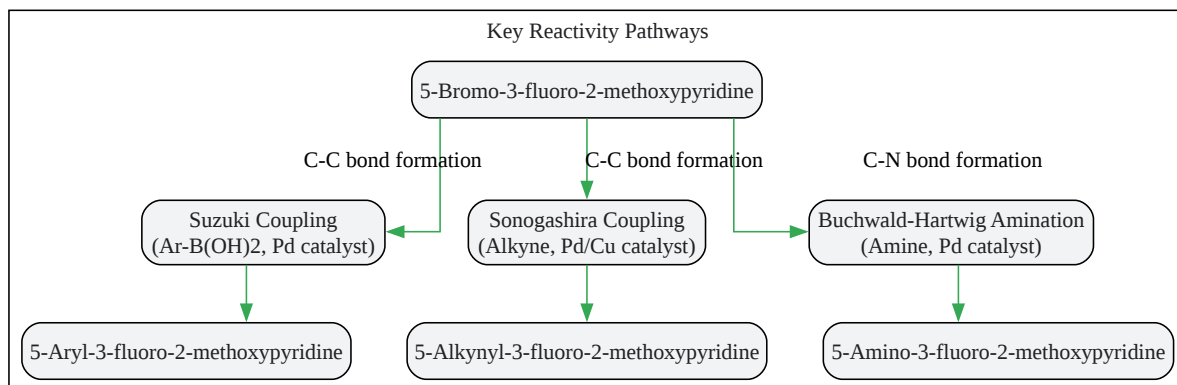 Key Reactivity Pathways
5-Bromo-3-fluoro-2-methoxypyridine
C-C bond formation
C-C bond formation
C-N bond formation
Suzuki Coupling
(Ar-B(OH)2, Pd catalyst)
Sonogashira Coupling
(Alkyne, Pd/Cu catalyst)
Buchwald-Hartwig Amination
(Amine, Pd catalyst)
5-Aryl-3-fluoro-2-methoxypyridine
5-Alkynyl-3-fluoro-2-methoxypyridine
5-Amino-3-fluoro-2-methoxypyridine